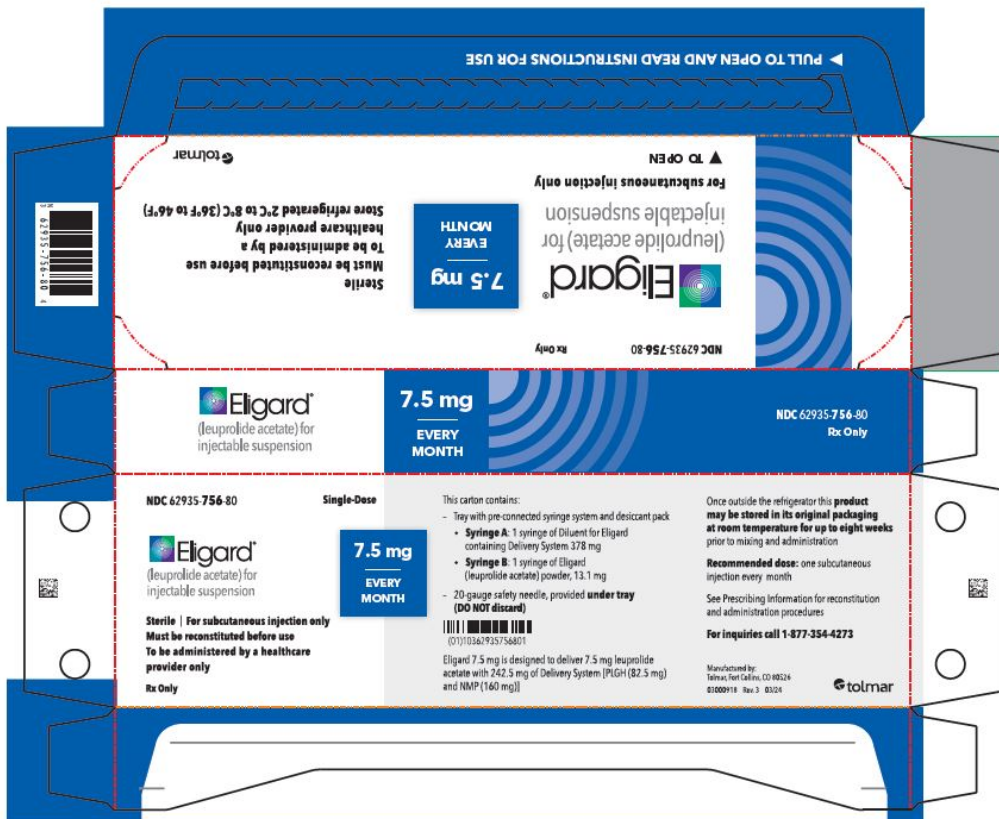 ▶ PULL TO OPEN AND READ INSTRUCTIONS FOR USE
NDC 62935-756-80
Rx Only
Eligard®
(leuprolide acetate) for
injectable suspension
7.5 mg
EVERY
MONTH
For subcutaneous injection only
▲ TO OPEN
Sterile
Must be reconstituted before use
To be administered by a
healthcare provider only
Store refrigerated 2°C to 8°C (36°F to 46°F)
tolmar
N
3 62935-756-80 4
Eligard®
(leuprolide acetate) for
injectable suspension
7.5 mg
EVERY
MONTH
NDC 62935-756-80
Rx Only
NDC 62935-756-80
Single-Dose
Eligard®
(leuprolide acetate) for
injectable suspension
7.5 mg
EVERY
MONTH
Sterile | For subcutaneous injection only
Must be reconstituted before use
To be administered by a healthcare
provider only
Rx Only
This carton contains:
– Tray with pre-connected syringe system and desiccant pack
• Syringe A: 1 syringe of Diluent for Eligard
containing Delivery System 378 mg
• Syringe B: 1 syringe of Eligard
(leuprolide acetate) powder, 13.1 mg
– 20-gauge safety needle, provided under tray
(DO NOT discard)
(01)10362935756801
Eligard 7.5 mg is designed to deliver 7.5 mg leuprolide
acetate with 242.5 mg of Delivery System [PLGH (82.5 mg)
and NMP (160 mg)]
Once outside the refrigerator this product
may be stored in its original packaging
at room temperature for up to eight weeks
prior to mixing and administration
Recommended dose: one subcutaneous
injection every month
See Prescribing Information for reconstitution
and administration procedures
For inquiries call 1-877-354-4273
Manufactured by:
Tolmar, Fort Collins, CO 80526
03000918 Rev. 3 03/24
tolmar